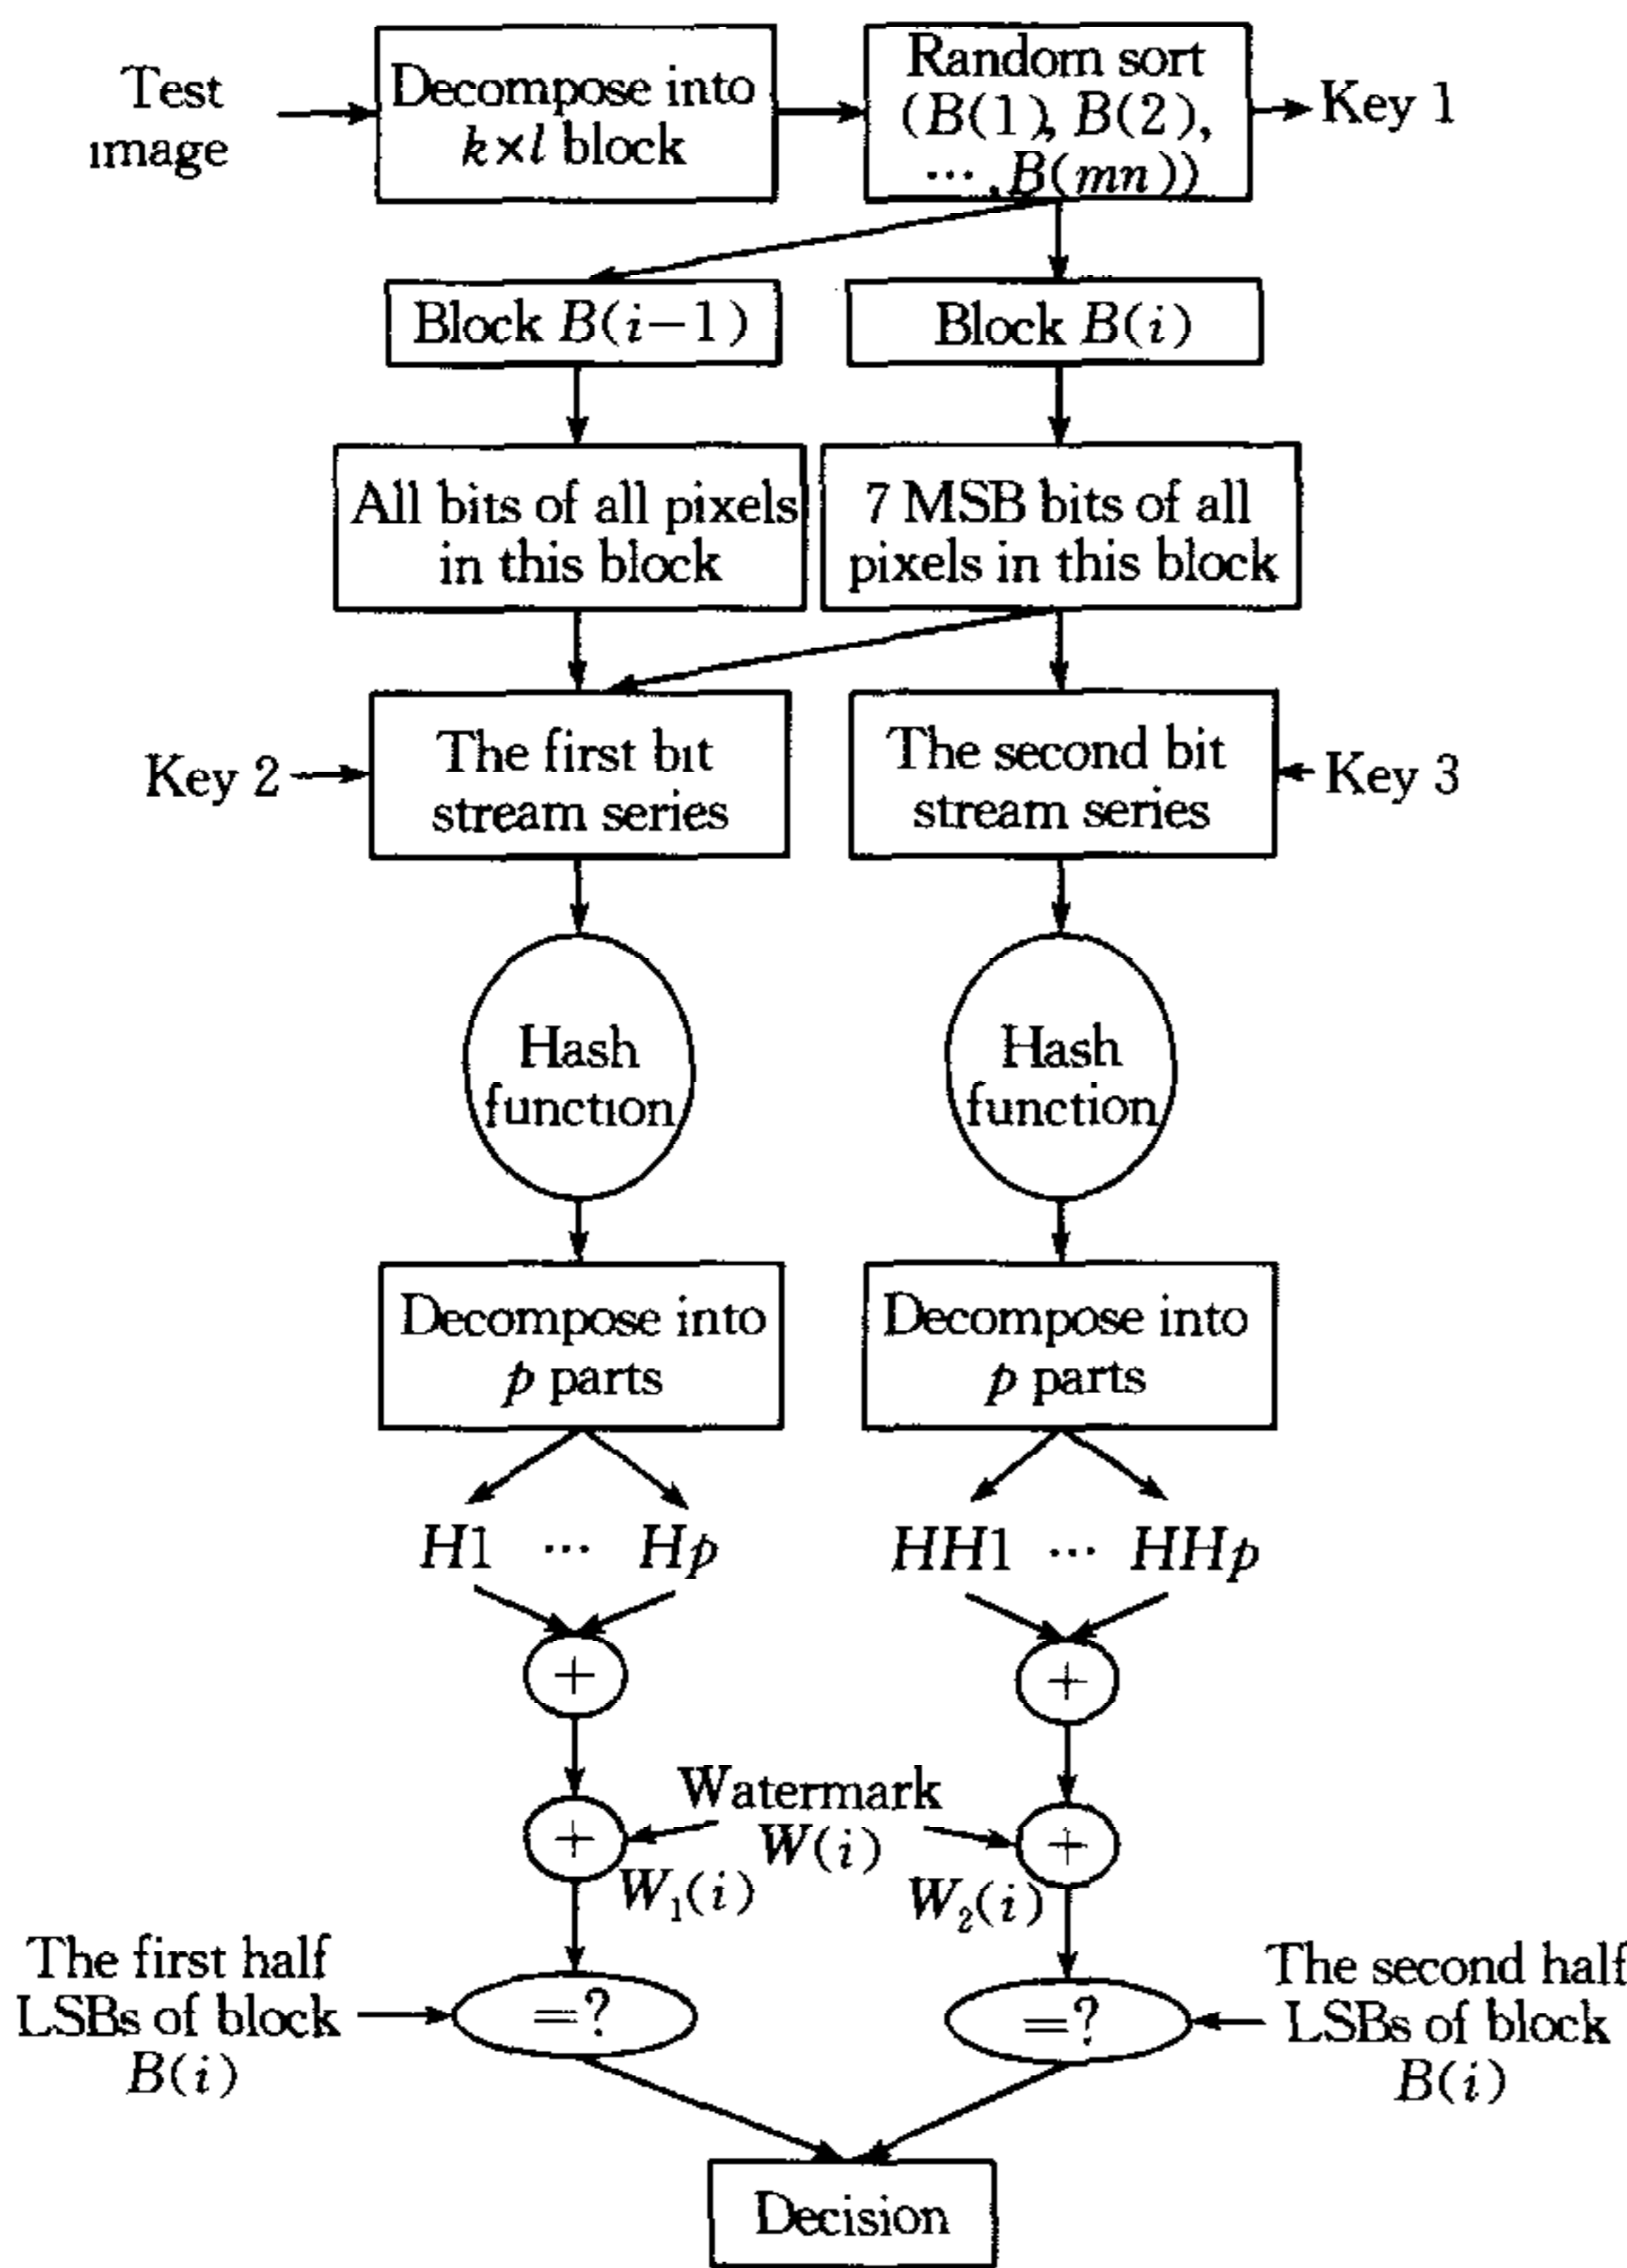 Test
image
Decompose into
k×l block
Random sort
(B(1), B(2),
…,B(mn))
Key 1
Block B(i−1)
Block B(i)
All bits of all pixels
in this block
7 MSB bits of all
pixels in this block
Key 2
The first bit
stream series
The second bit
stream series
Key 3
Hash
function
Hash
function
Decompose into
p parts
Decompose into
p parts
H1 … Hp
HH1 … HHp
+
+
Watermark
W(i)
+
+
W₁(i)
W₂(i)
The first half
LSBs of block
B(i)
=?
=?
The second half
LSBs of block
B(i)
Decision